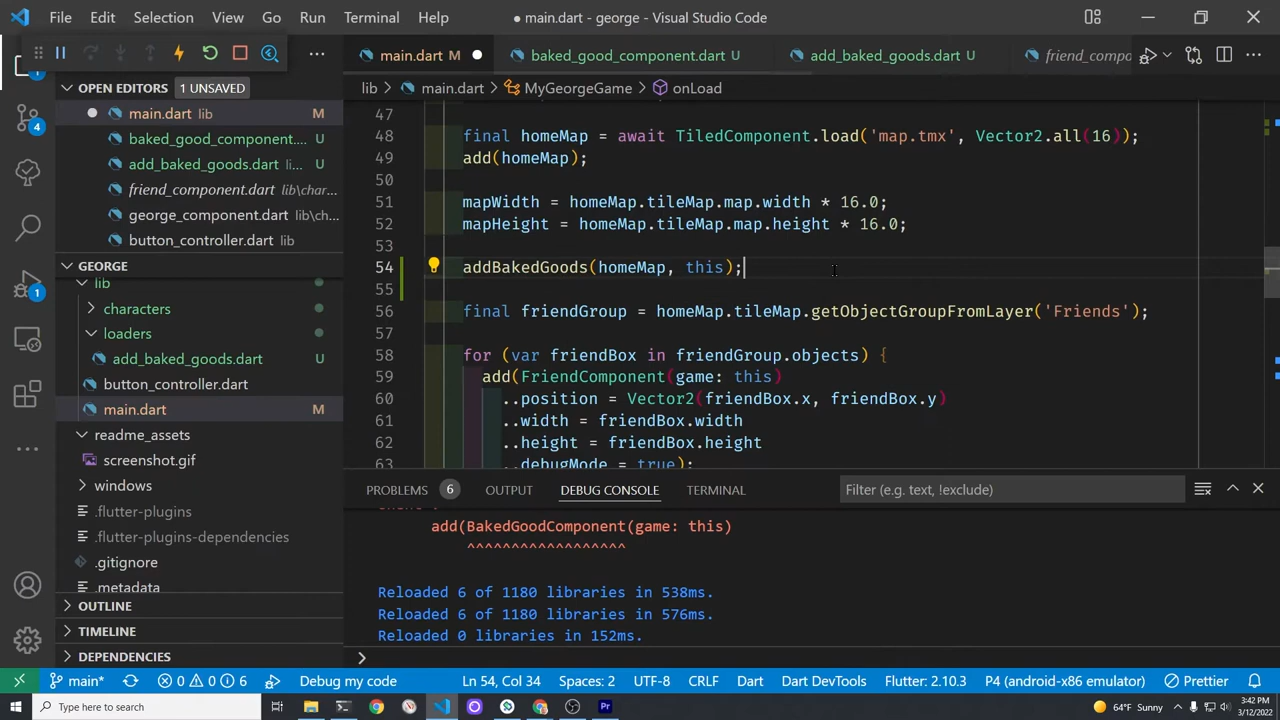 File Edit Selection View Go Run Terminal Help
● main.dart - george - Visual Studio Code
main.dart M
baked_good_component.dart U
add_baked_goods.dart U
friend_compo
OPEN EDITORS 1 UNSAVED
main.dart lib M
baked_good_component. ... U
add_baked_goods.dart li... U
friend_component.dart lib\char...
george_component.dart lib\cha...
button_controller.dart lib
GEORGE
lib
characters
loaders
add_baked_goods.dart U
button_controller.dart
main.dart M
readme_assets
screenshot.gif
windows
.flutter-plugins
.flutter-plugins-dependencies
.gitignore
.metadata
OUTLINE
TIMELINE
DEPENDENCIES
lib > main.dart > MyGeorgeGame > onLoad
47
48 final homeMap = await TiledComponent.load('map.tmx', Vector2.all(16));
49 add(homeMap);
50
51 mapWidth = homeMap.tileMap.map.width * 16.0;
52 mapHeight = homeMap.tileMap.map.height * 16.0;
53
54 addBakedGoods(homeMap, this);
55
56 final friendGroup = homeMap.tileMap.getObjectGroupFromLayer('Friends');
57
58 for (var friendBox in friendGroup.objects) {
59 add(FriendComponent(game: this)
60 ..position = Vector2(friendBox.x, friendBox.y)
61 ..width = friendBox.width
62 ..height = friendBox.height
63 ..debugMode = true);
PROBLEMS 6 OUTPUT DEBUG CONSOLE TERMINAL
Filter (e.g. text, !exclude)
add(BakedGoodComponent(game: this)
^^^^^^^^^^^^^^^^^^
Reloaded 6 of 1180 libraries in 538ms.
Reloaded 6 of 1180 libraries in 576ms.
Reloaded 0 libraries in 152ms.
main* 0 0 6 Debug my code
Ln 54, Col 34 Spaces: 2 UTF-8 CRLF Dart Dart DevTools Flutter: 2.10.3 P4 (android-x86 emulator) Prettier
Type here to search
64°F Sunny
3:42 PM
3/12/2022